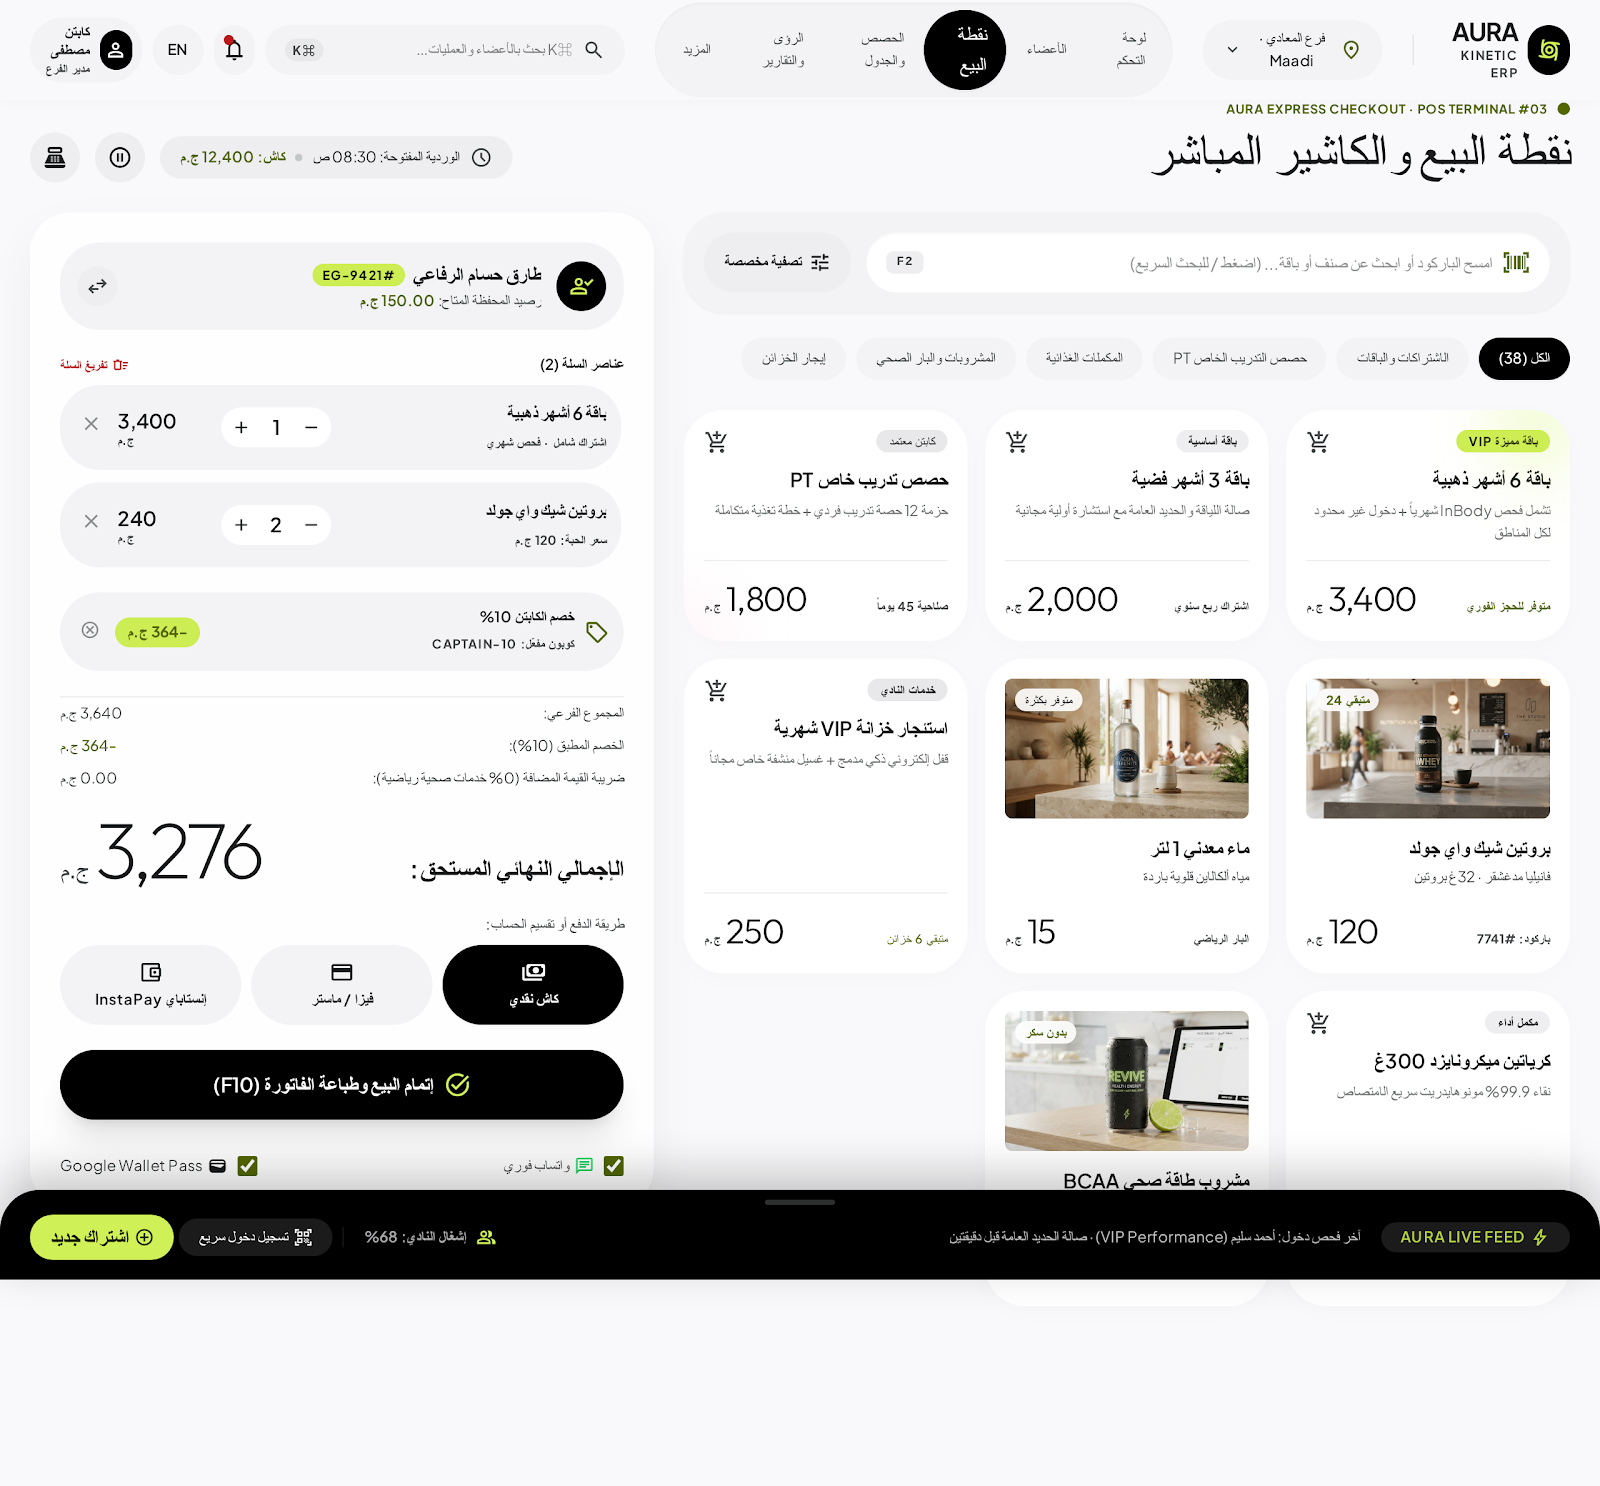 AURA
KINETIC
ERP
فرع المعادي ·
Maadi
لوحة
التحكم
الأعضاء
نقطة
البيع
الحصص
والجدول
الرؤى
والتقارير
المزيد
بحث بالأعضاء والعمليات... ⌘K
⌘K
EN
كابتن
مصطفى
مدير الفرع
AURA EXPRESS CHECKOUT · POS TERMINAL #03
نقطة البيع والكاشير المباشر
الوردية المفتوحة: 08:30 ص
كاش: 12,400 ج.م
امسح الباركود أو ابحث عن صنف أو باقة... (اضغط / للبحث السريع)
F2
تصفية مخصصة
الكل (38)
الاشتراكات والباقات
حصص التدريب الخاص PT
المكملات الغذائية
المشروبات والبار الصحي
إيجار الخزائن
باقة مميزة VIP
باقة 6 أشهر ذهبية
تشمل فحص InBody شهرياً + دخول غير محدود
لكل المناطق
متوفر للحجز الفوري
3,400 ج.م
باقة أساسية
باقة 3 أشهر فضية
صالة اللياقة والحديد العامة مع استشارة أولية مجانية
اشتراك ربع سنوي
2,000 ج.م
كابتن معتمد
حصص تدريب خاص PT
حزمة 12 حصة تدريب فردي + خطة تغذية متكاملة
صلاحية 45 يوماً
1,800 ج.م
متبقي 24
WHEY
بروتين شيك واي جولد
فانيليا مدغشقر · 32غ بروتين
باركود: #7741
120 ج.م
متوفر بكثرة
ماء معدني 1 لتر
مياه ألكالاين قلوية باردة
البار الرياضي
15 ج.م
خدمات النادي
استنجار خزانة VIP شهرية
قفل إلكتروني ذكي مدمج + غسيل منشفة خاص مجاناً
متبقي 6 خزائن
250 ج.م
مكمل أداء
كرياتين ميكرونايزد 300غ
نقاء 99.9% مونوهايدريت سريع الامتصاص
بدون سكر
REVIVE
مشروب طاقة صحي BCAA
طارق حسام الرفاعي
#EG-9421
رصيد المحفظة المتاح: 150.00 ج.م
عناصر السلة (2)
تفريغ السلة
باقة 6 أشهر ذهبية
اشتراك شامل · فحص شهري
− 1 +
3,400
ج.م
بروتين شيك واي جولد
سعر الحبة: 120 ج.م
− 2 +
240
ج.م
خصم الكابتن 10%
كوبون مفعّل: CAPTAIN-10
-364 ج.م
المجموع الفرعي:
3,640 ج.م
الخصم المطبق (10%):
-364 ج.م
ضريبة القيمة المضافة (0% خدمات صحية رياضية):
0.00 ج.م
الإجمالي النهائي المستحق:
3,276 ج.م
طريقة الدفع أو تقسيم الحساب:
كاش نقدي
فيزا / ماستر
إنستاباي InstaPay
إتمام البيع وطباعة الفاتورة (F10)
واتساب فوري
Google Wallet Pass
AURA LIVE FEED
آخر فحص دخول: أحمد سليم (VIP Performance) · صالة الحديد العامة قبل دقيقتين
إشغال النادي: 68%
تسجيل دخول سريع
اشتراك جديد